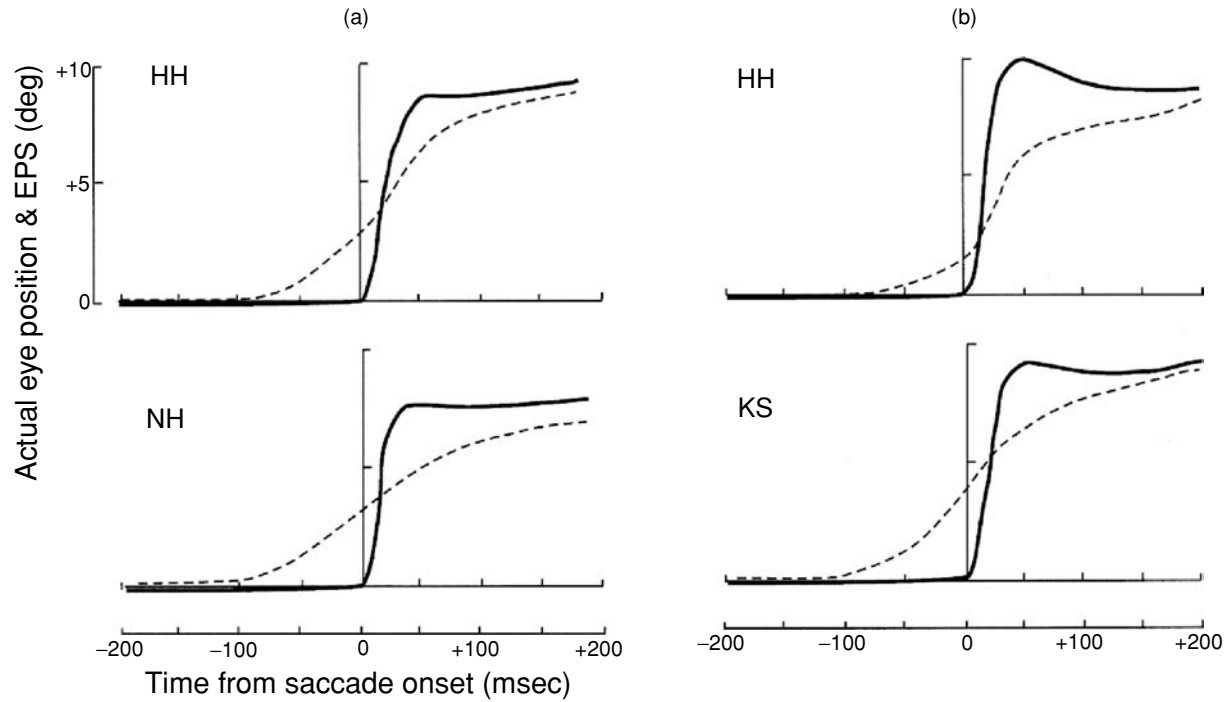 (a)
(b)
Actual eye position & EPS (deg)
+10
+5
0
HH
HH
NH
KS
−200 −100 0 +100 +200
−200 −100 0 +100 +200
Time from saccade onset (msec)